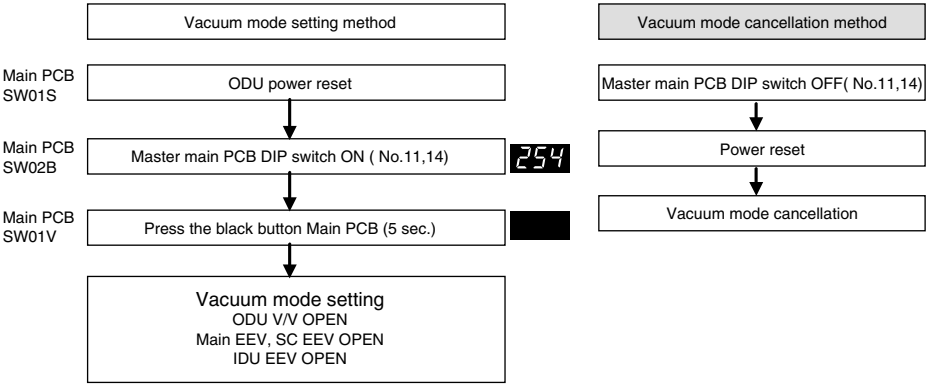 Vacuum mode setting method
Main PCB
SW01S
ODU power reset
Main PCB
SW02B
Master main PCB DIP switch ON ( No.11,14)
254
Main PCB
SW01V
Press the black button Main PCB (5 sec.)
Vacuum mode setting
ODU V/V OPEN
Main EEV, SC EEV OPEN
IDU EEV OPEN
Vacuum mode cancellation method
Master main PCB DIP switch OFF( No.11,14)
Power reset
Vacuum mode cancellation